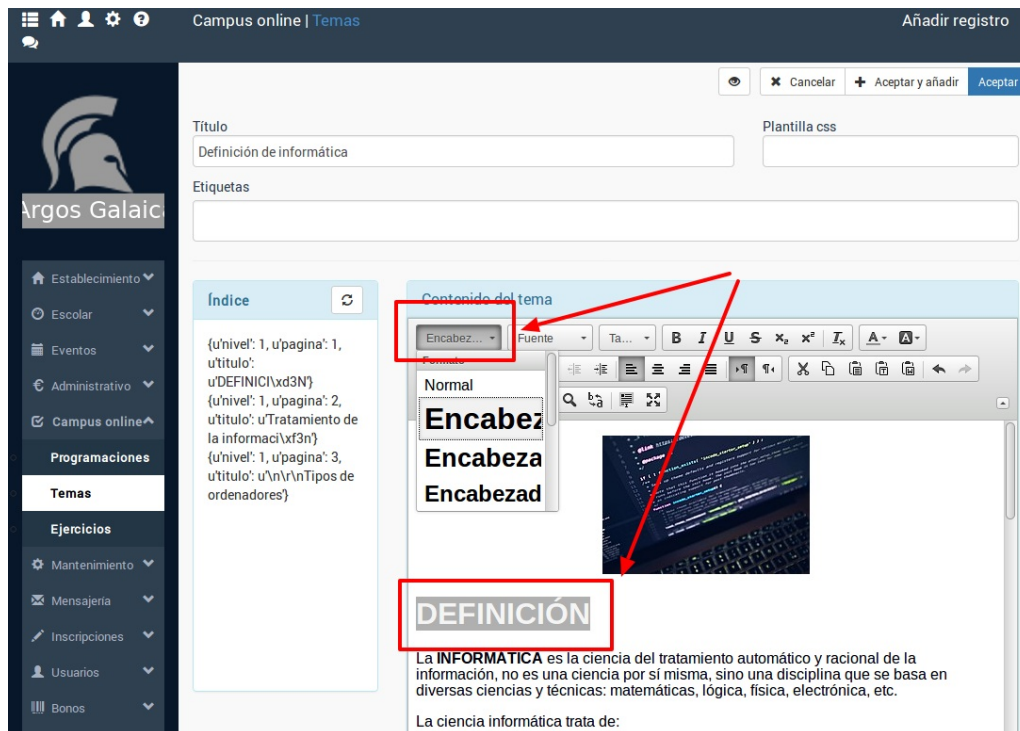 Campus online | Temas
Añadir registro
Cancelar
Aceptar y añadir
Aceptar
Argos Galaica
Título
Plantilla css
Definición de informática
Etiquetas
Establecimiento
Escolar
Eventos
Administrativo
Campus online
Programaciones
Temas
Ejercicios
Mantenimiento
Mensajería
Inscripciones
Usuarios
Bonos
Índice
{u'nivel': 1, u'pagina': 1,
u'titulo':
u'DEFINICI\xd3N'}
{u'nivel': 1, u'pagina': 2,
u'titulo': u'Tratamiento de
la informaci\xf3n'}
{u'nivel': 1, u'pagina': 3,
u'titulo': u'\n\r\nTipos de
ordenadores'}
Contenido del tema
Encabez...
Fuente
Ta...
B I U S x₂ x² Ix A A
Formato
Normal
Encabez
Encabeza
Encabezad
DEFINICIÓN
La INFORMÁTICA es la ciencia del tratamiento automático y racional de la
información, no es una ciencia por sí misma, sino una disciplina que se basa en
diversas ciencias y técnicas: matemáticas, lógica, física, electrónica, etc.
La ciencia informática trata de: